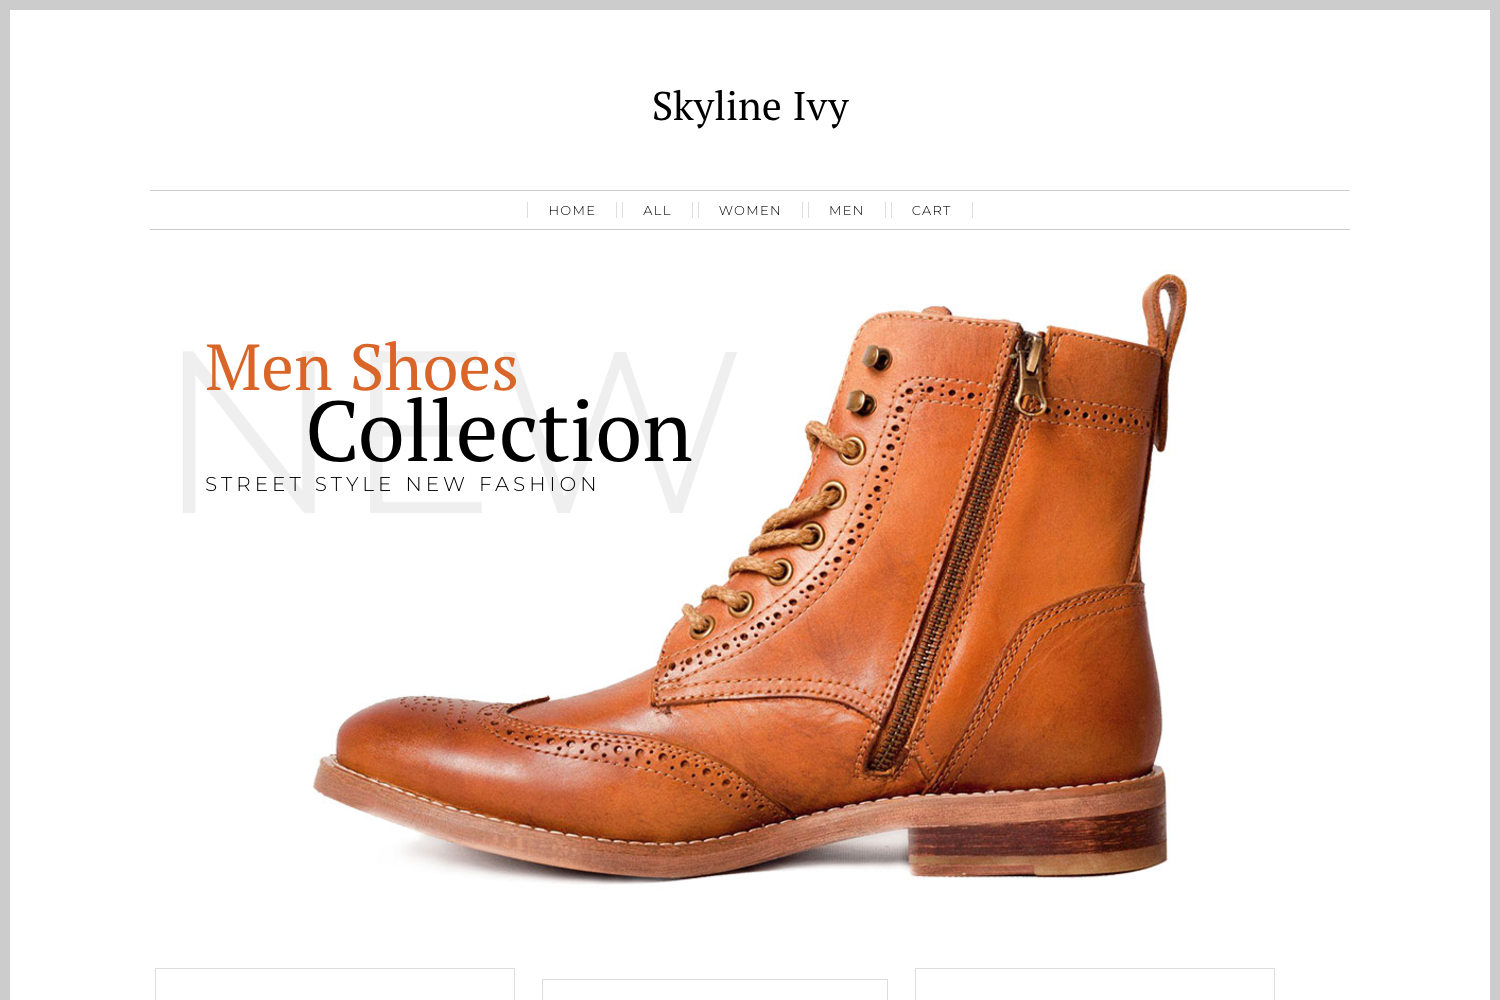 Skyline Ivy
HOME ALL WOMEN MEN CART
NEW
Men Shoes
Collection
STREET STYLE NEW FASHION